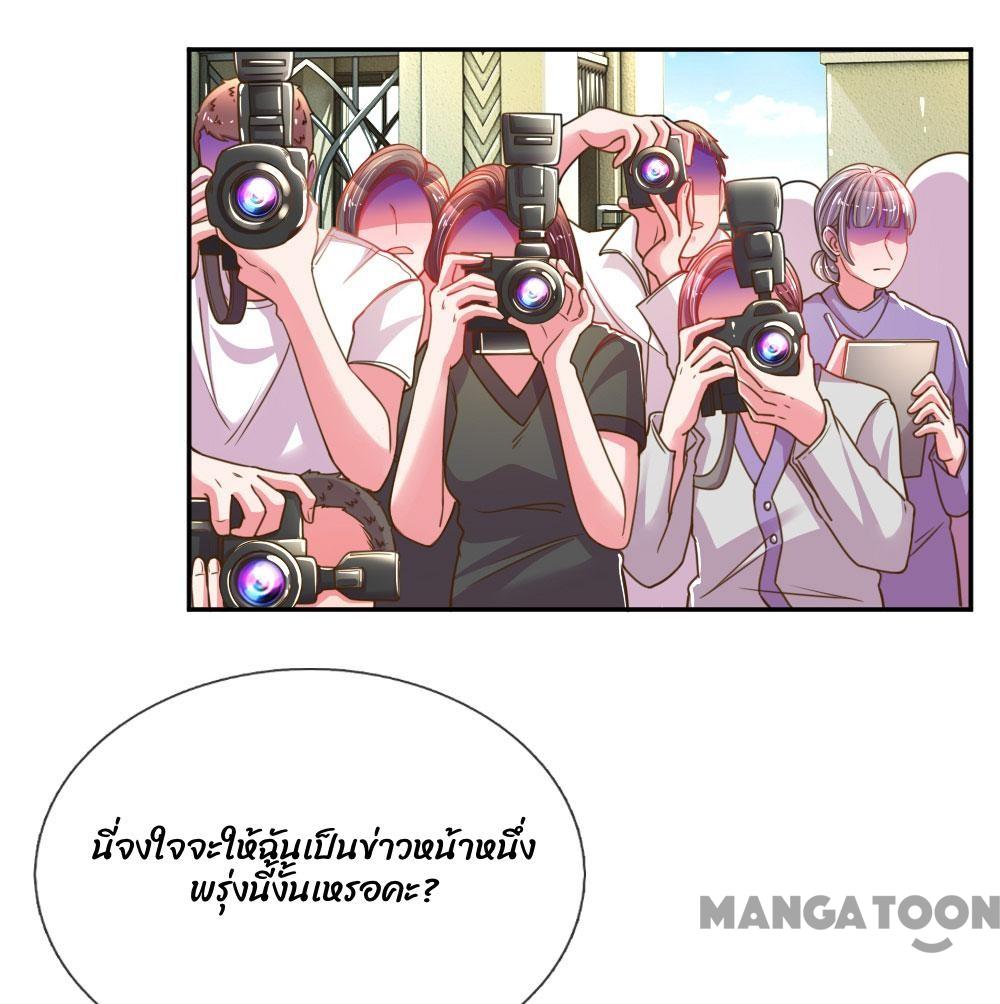 นี่จงใจจะให้ฉันเป็นข่าวหน้าหนึ่ง
พรุ่งนี้งั้นเหรอคะ?
MANGATOON